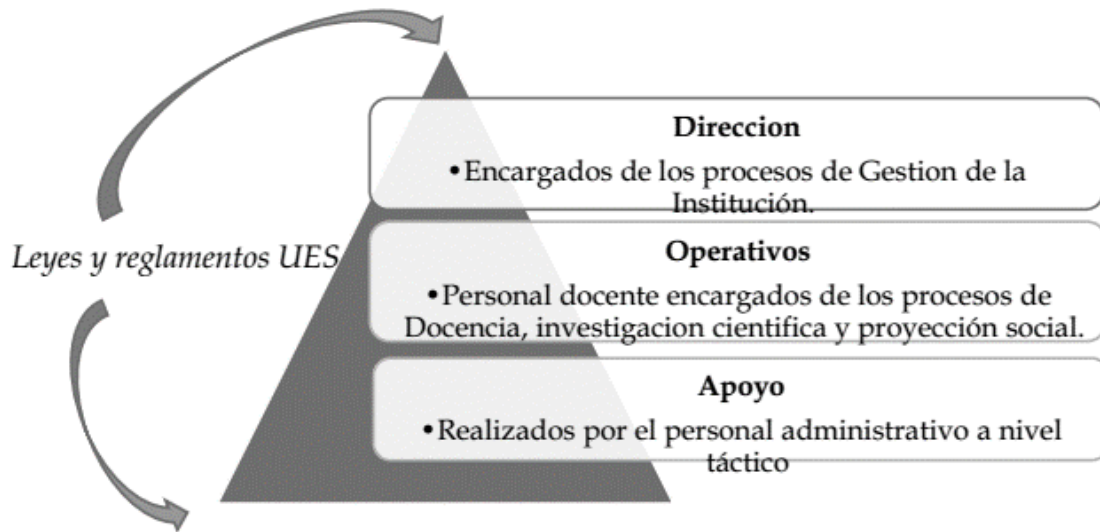 Direccion
•Encargados de los procesos de Gestion de la
Institución.
Leyes y reglamentos UES
Operativos
•Personal docente encargados de los procesos de
Docencia, investigacion cientifica y proyección social.
Apoyo
•Realizados por el personal administrativo a nivel
táctico